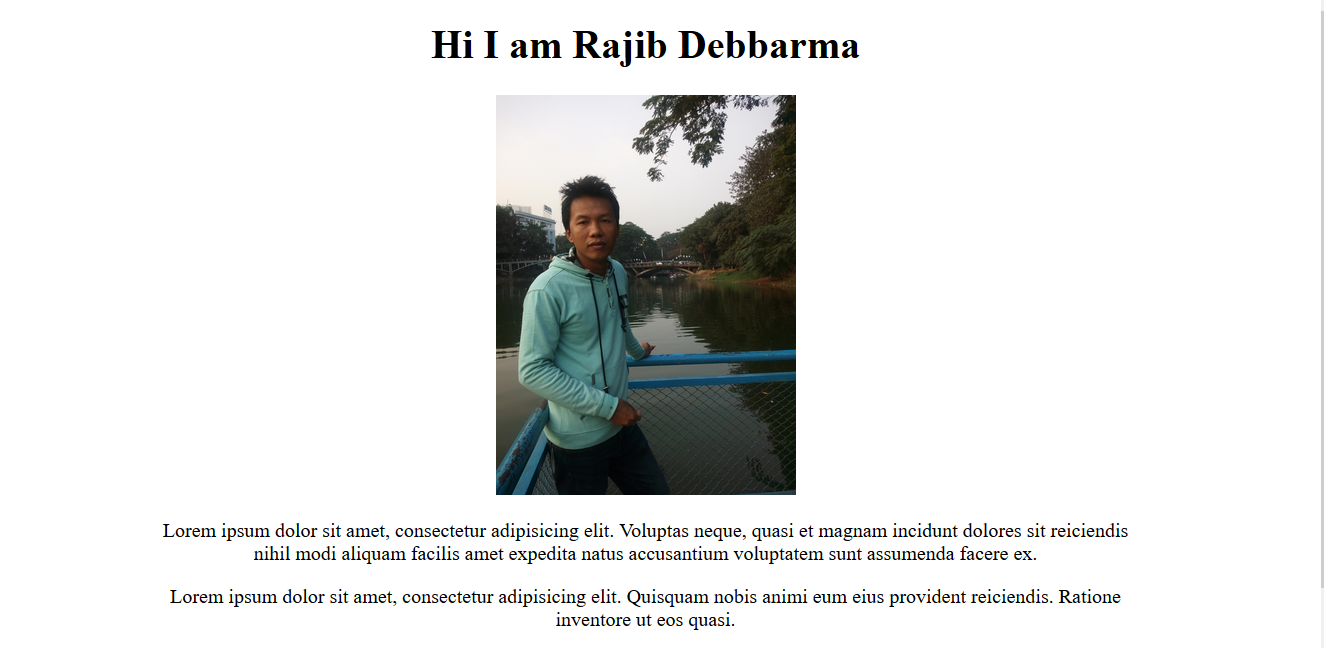 Hi I am Rajib Debbarma
Lorem ipsum dolor sit amet, consectetur adipisicing elit. Voluptas neque, quasi et magnam incidunt dolores sit reiciendis
nihil modi aliquam facilis amet expedita natus accusantium voluptatem sunt assumenda facere ex.
Lorem ipsum dolor sit amet, consectetur adipisicing elit. Quisquam nobis animi eum eius provident reiciendis. Ratione
inventore ut eos quasi.